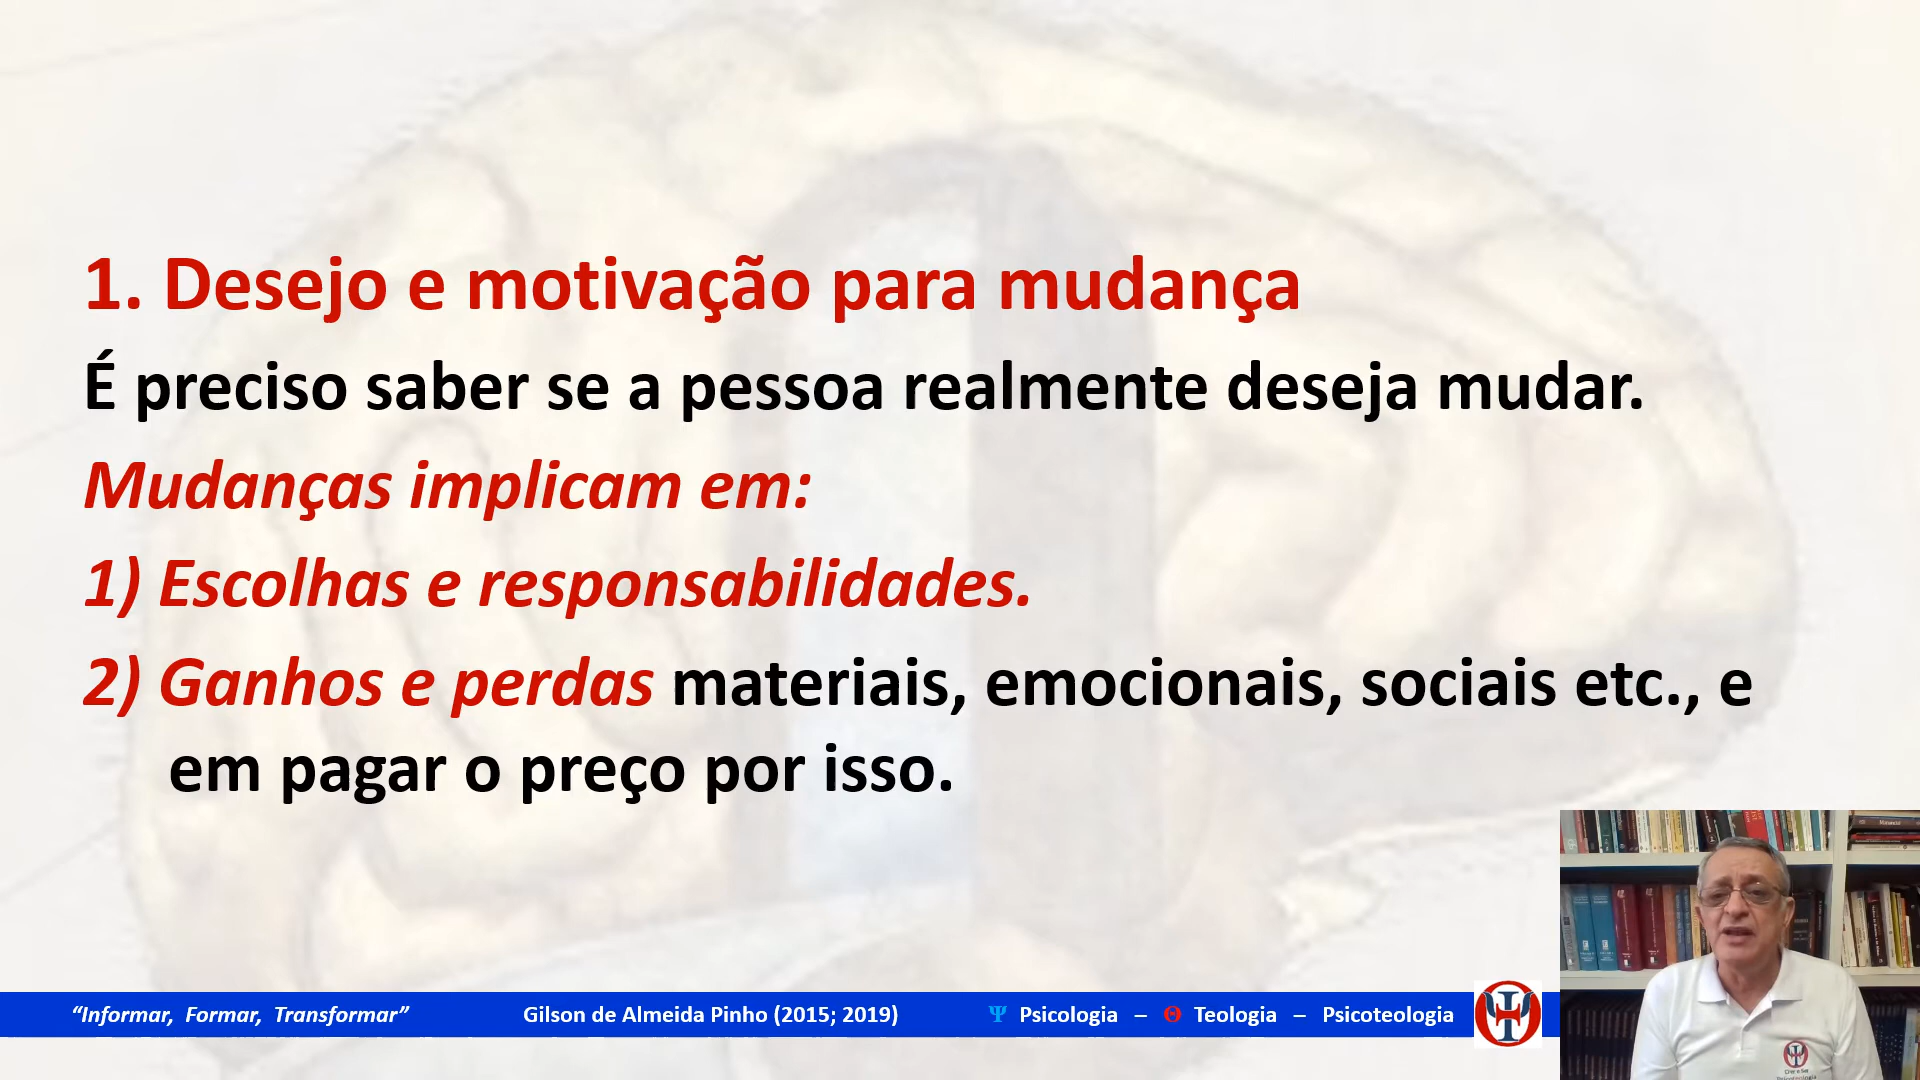 1. Desejo e motivação para mudança
É preciso saber se a pessoa realmente deseja mudar.
Mudanças implicam em:
1) Escolhas e responsabilidades.
2) Ganhos e perdas materiais, emocionais, sociais etc., e
em pagar o preço por isso.
“Informar, Formar, Transformar” Gilson de Almeida Pinho (2015; 2019) Ψ Psicologia – Θ Teologia – Psicoteologia
Psicoteologia